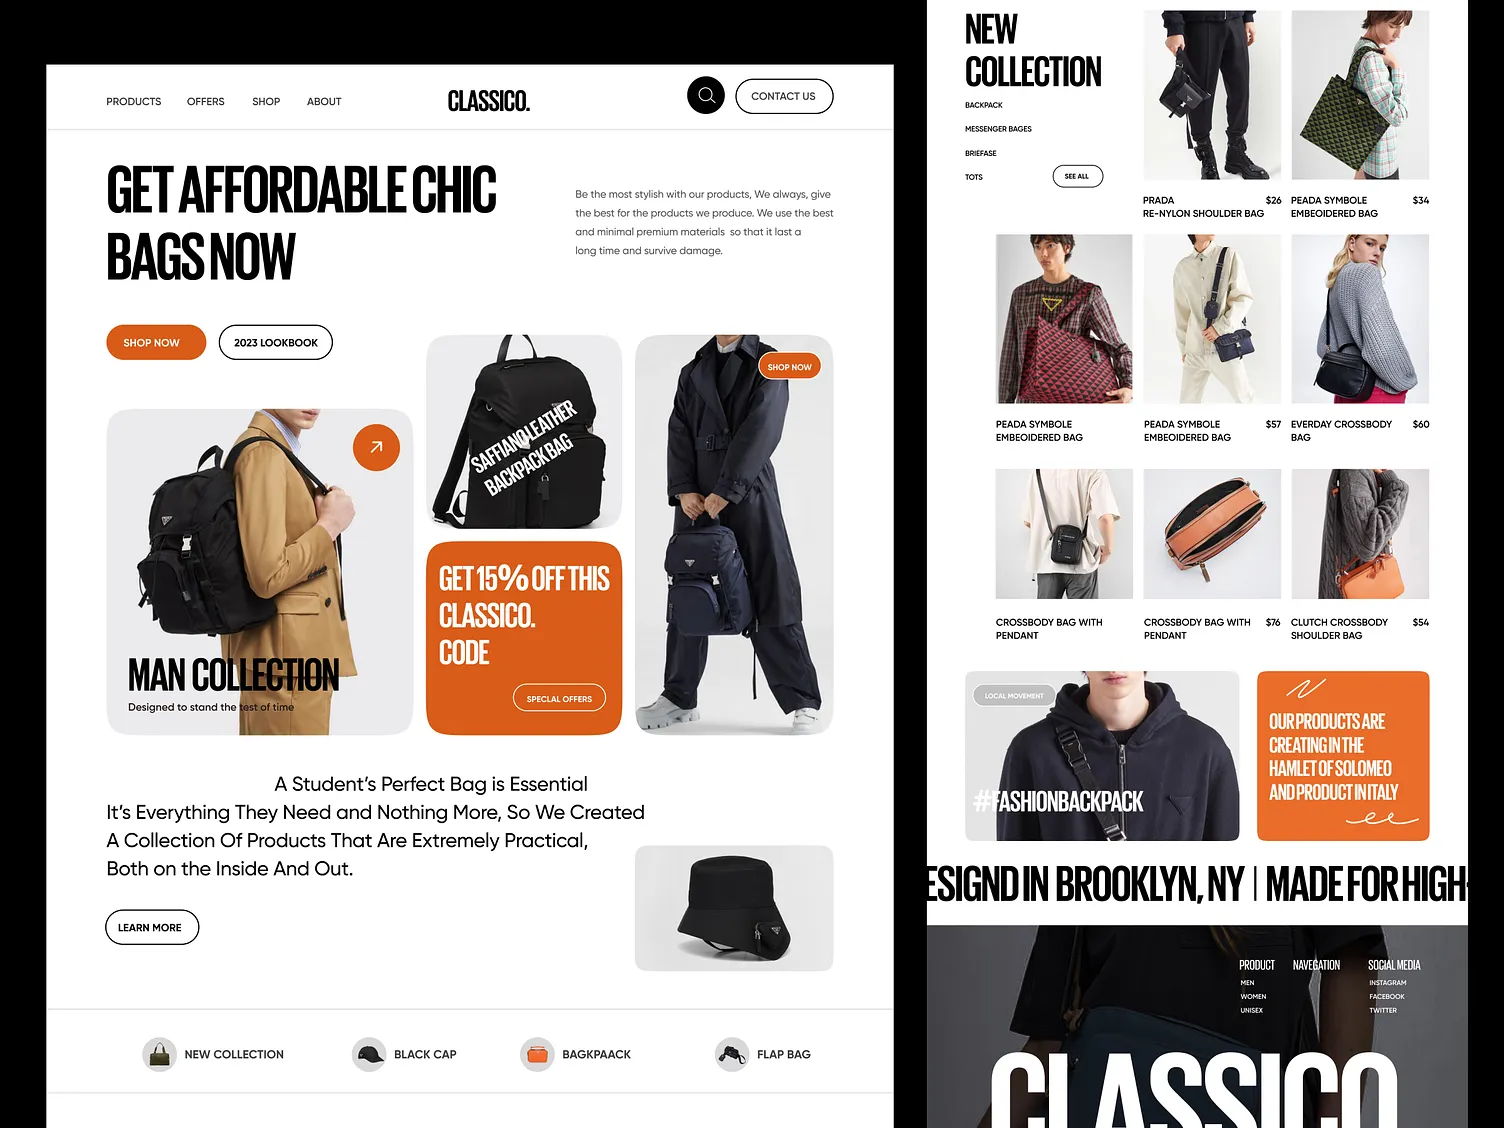 PRODUCTS OFFERS SHOP ABOUT
CLASSICO.
CONTACT US
GET AFFORDABLE CHIC
BAGS NOW
Be the most stylish with our products, We always, give
the best for the products we produce. We use the best
and minimal premium materials so that it last a
long time and survive damage.
SHOP NOW
2023 LOOKBOOK
MAN COLLECTION
Designed to stand the test of time
SAFFIANO LEATHER
BACKPACK BAG
GET 15% OFF THIS
CLASSICO.
CODE
SPECLAL OFFERS
SHOP NOW
A Student's Perfect Bag is Essential
It's Everything They Need and Nothing More, So We Created
A Collection Of Products That Are Extremely Practical,
Both on the Inside And Out.
LEARN MORE
NEW COLLECTION
BLACK CAP
BAGKPAACK
FLAP BAG
NEW
COLLECTION
BACKPACK
MESSENGER BAGES
BRIEFASE
TOTS
SEE ALL
PRADA $26
RE-NYLON SHOULDER BAG
PEADA SYMBOLE $34
EMBEOIDERED BAG
PEADA SYMBOLE
EMBEOIDERED BAG
PEADA SYMBOLE $57
EMBEOIDERED BAG
EVERDAY CROSSBODY $60
BAG
CROSSBODY BAG WITH
PENDANT
CROSSBODY BAG WITH $76
PENDANT
CLUTCH CROSSBODY $54
SHOULDER BAG
LOCAL MOVEMENT
#FASHIONBACKPACK
OUR PRODUCTS ARE
CREATING IN THE
HAMLET OF SOLOMEO
AND PRODUCT IN ITALY
ESIGND IN BROOKLYN, NY | MADE FOR HIGH-
PRODUCT
MEN
WOMEN
UNISEX
NAVEGATION
SOCIAL MEDIA
INSTAGRAM
FACEBOOK
TWITTER
CLASSICO